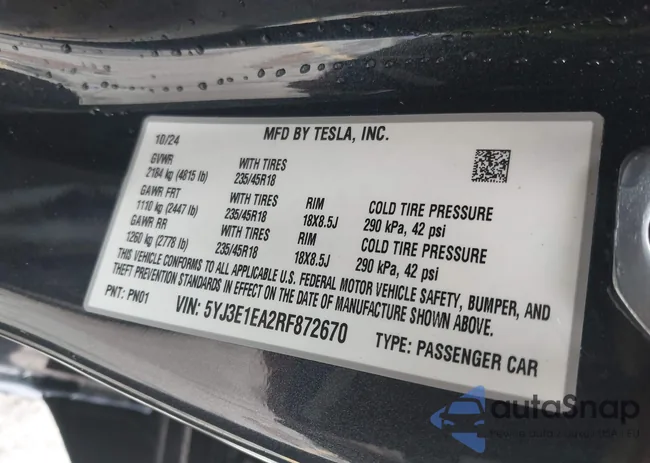 10/24 MFD BY TESLA, INC.
GVWR
2184 kg (4815 lb) WITH TIRES 235/45R18
GAWR FRT WITH TIRES RIM COLD TIRE PRESSURE
1110 kg (2447 lb) 235/45R18 18X8.5J 290 kPa, 42 psi
GAWR RR WITH TIRES RIM COLD TIRE PRESSURE
1260 kg (2778 lb) 235/45R18 18X8.5J 290 kPa, 42 psi
THIS VEHICLE CONFORMS TO ALL APPLICABLE U.S. FEDERAL MOTOR VEHICLE SAFETY, BUMPER, AND
THEFT PREVENTION STANDARDS IN EFFECT ON THE DATE OF MANUFACTURE SHOWN ABOVE.
PNT: PN01
VIN: 5YJ3E1EA2RF872670 TYPE: PASSENGER CAR
autoSnap